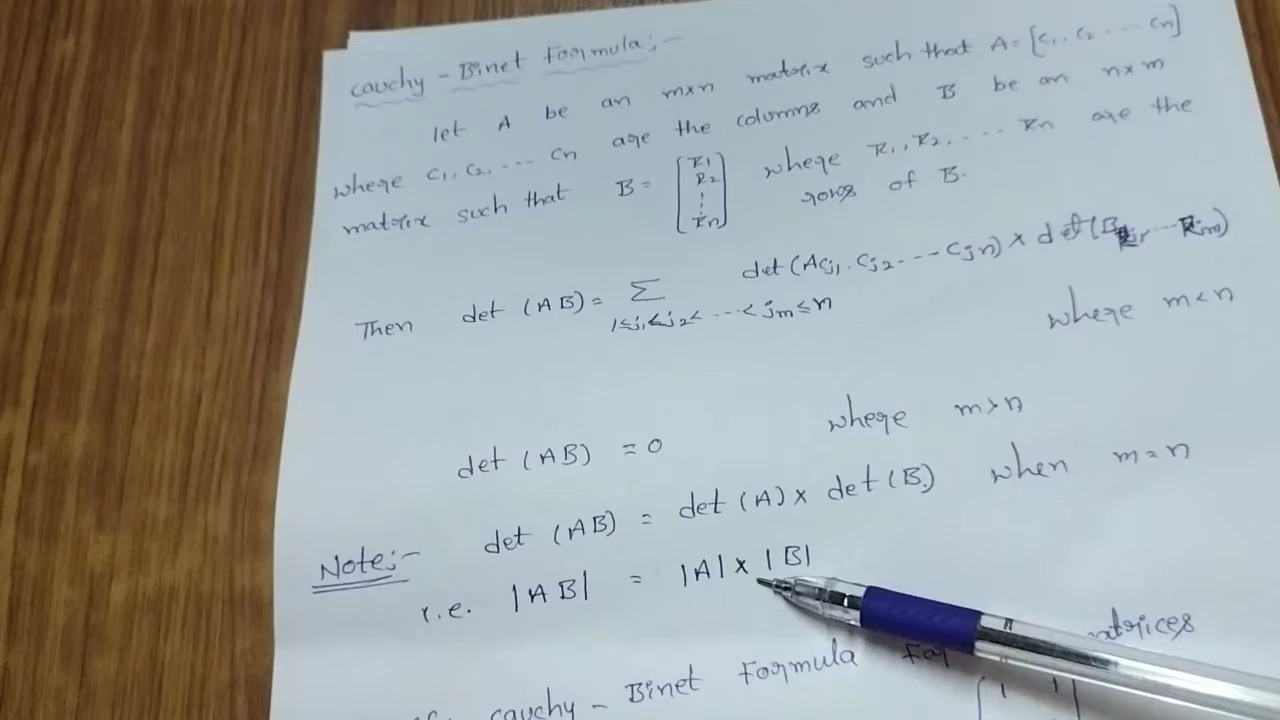 Cauchy - Binet Formula :-
let A be an m×n matrix such that A = [C1, C2 ... Cn]
where C1, C2, ... Cn are the columns and B be an n×m
matrix such that B = [R1 R2 ⋮ Rn] where R1, R2, ... Rn are the
rows of B.
Then det (AB) = Σ det (A Cj1, Cj2 ... Cjn) × det (B
1≤j1<j2< ... <jm≤n
where m<n
det (AB) = 0 where m>n
Note:- det (AB) = det (A) × det (B) when m = n
i.e. |AB| = |A| × |B|
Cauchy - Binet Formula For